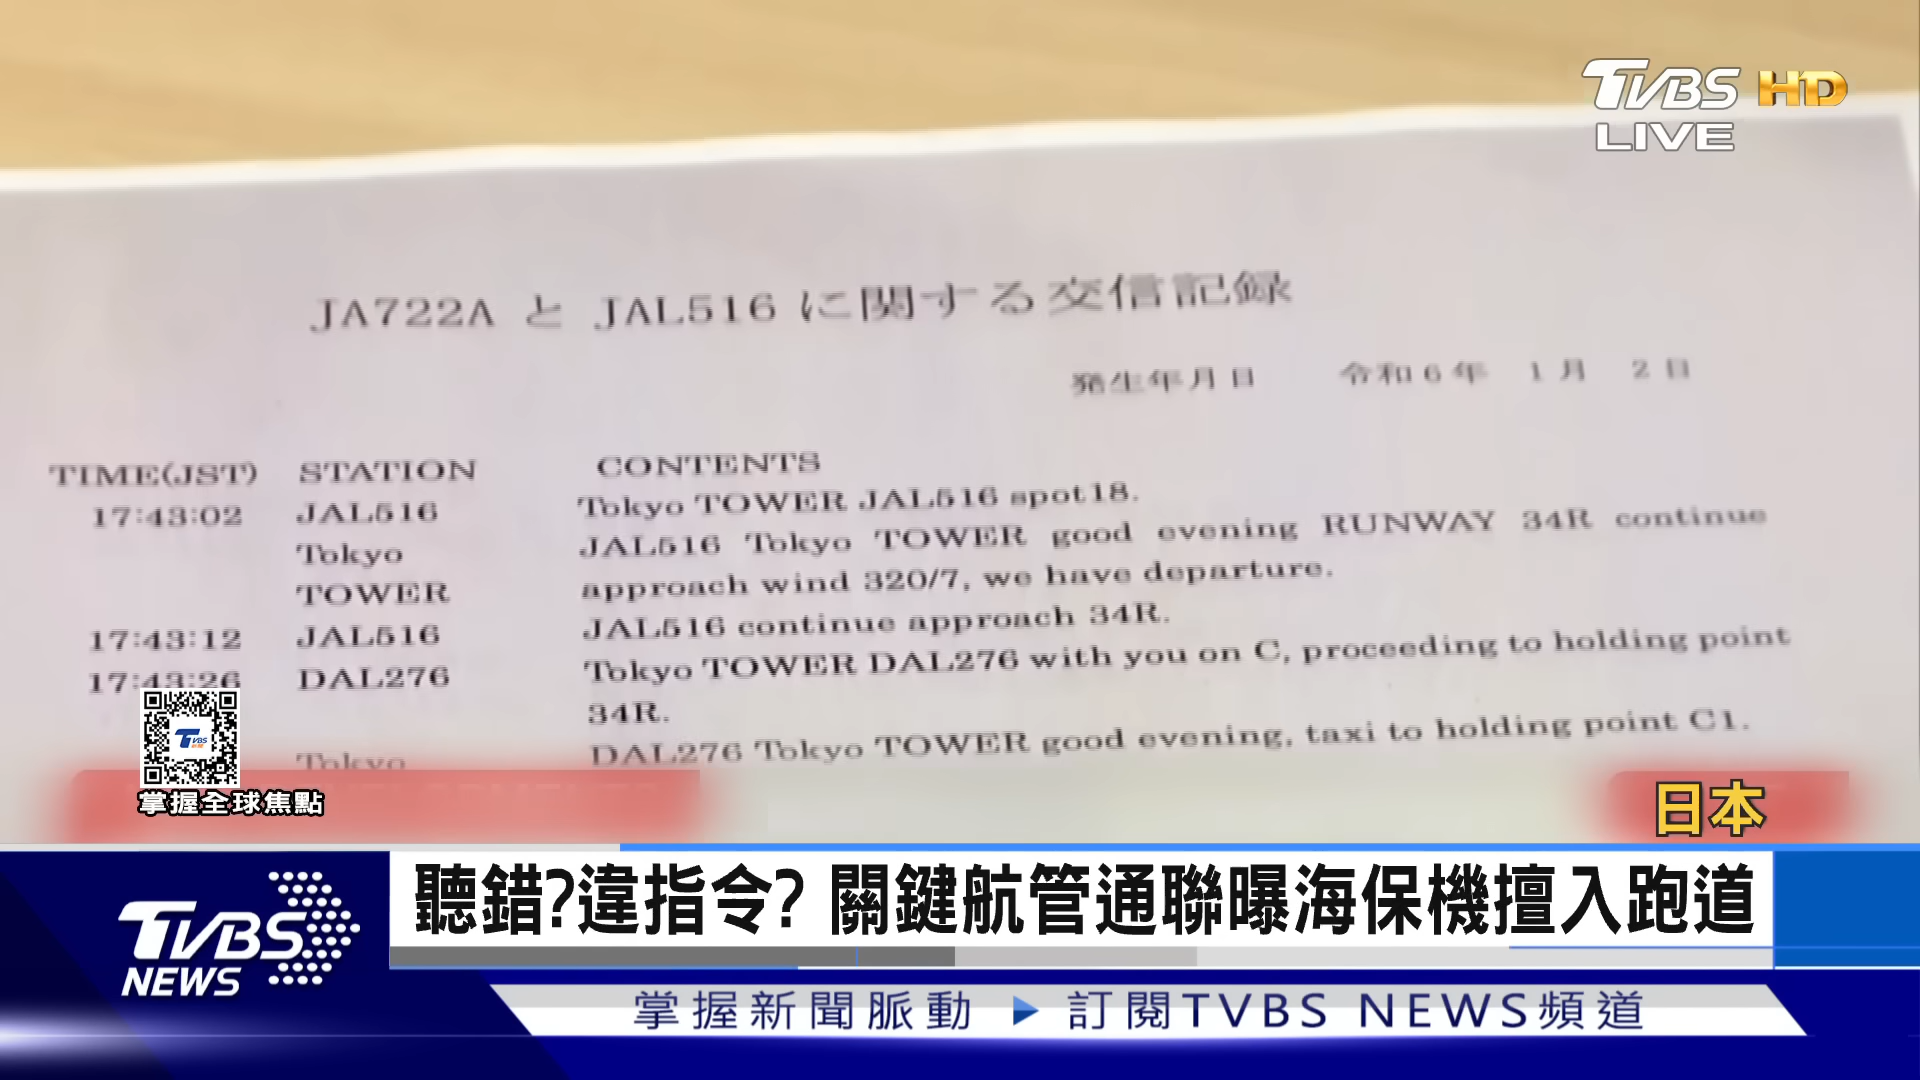 TVBS HD
LIVE
JA722A と JAL516 に関する交信記録
発生年月日 令和6年 1月 2日
TIME(JST) STATION CONTENTS
17:43:02 JAL516 Tokyo TOWER JAL516 spot18.
Tokyo TOWER JAL516 Tokyo TOWER good evening RUNWAY 34R continue
approach wind 320/7, we have departure.
17:43:12 JAL516 JAL516 continue approach 34R.
17:43:26 DAL276 Tokyo TOWER DAL276 with you on C, proceeding to holding point
34R.
Tokyo DAL276 Tokyo TOWER good evening, taxi to holding point C1.
TVBS
新聞
掌握全球焦點
日本
聽錯?違指令? 關鍵航管通聯曝海保機擅入跑道
TVBS
NEWS
掌握新聞脈動 ▶ 訂閱TVBS NEWS頻道